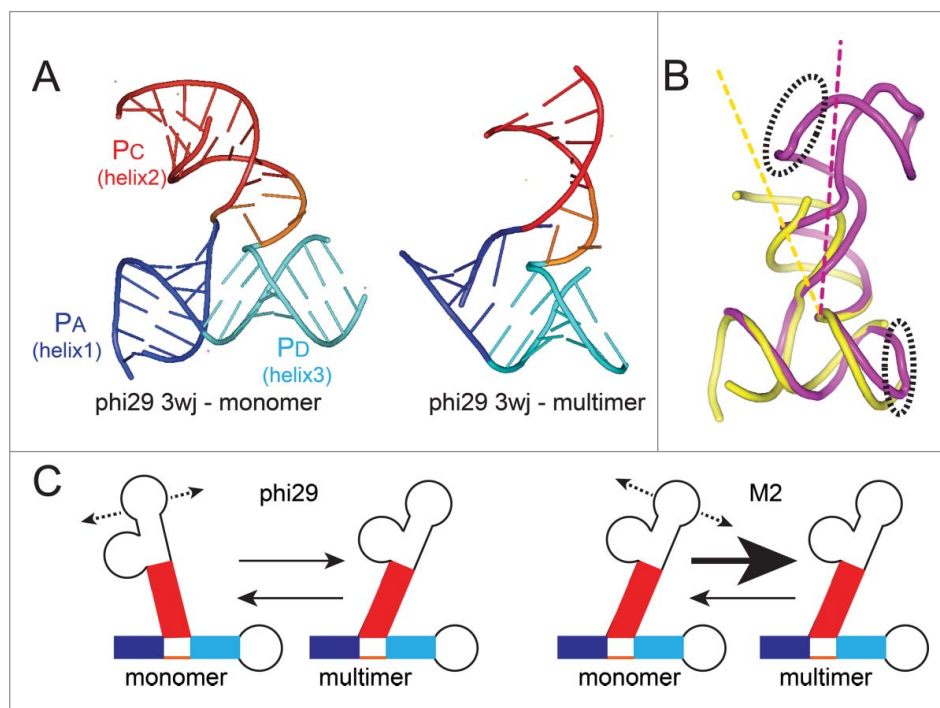 A
PC
(helix2)
PA
(helix1)
PD
(helix3)
phi29 3wj - monomer
phi29 3wj - multimer
B
C
phi29
monomer
multimer
M2
monomer
multimer